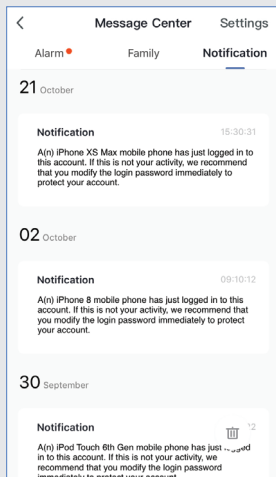 Message Center Settings
Alarm Family Notification
21 October
Notification 15:30:31
A(n) iPhone XS Max mobile phone has just logged in to
this account. If this is not your activity, we recommend
that you modify the login password immediately to
protect your account.
02 October
Notification 09:10:12
A(n) iPhone 8 mobile phone has just logged in to this
account. If this is not your activity, we recommend that
you modify the login password immediately to protect
your account.
30 September
Notification
A(n) iPod Touch 6th Gen mobile phone has just
in to this account. If this is not your activity, we
recommend that you modify the login password
immediately to protect your account